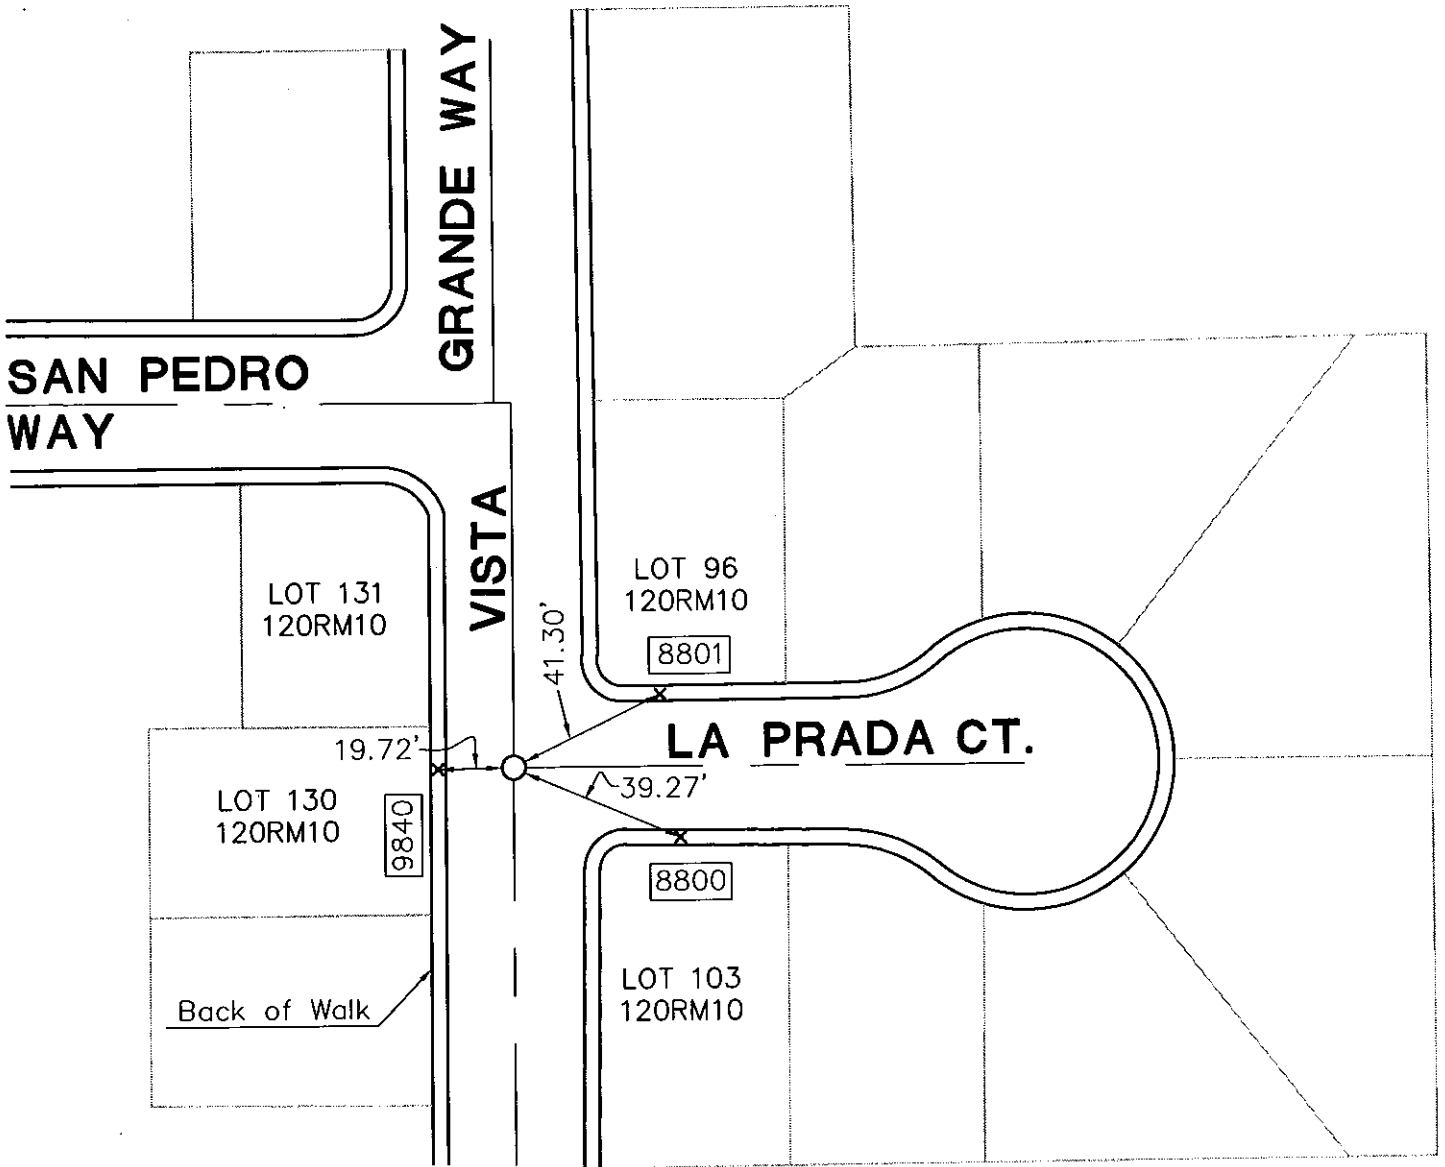 GRANDE WAY
SAN PEDRO
WAY
VISTA
LOT 131
120RM10
LOT 96
120RM10
41.30'
8801
LA PRADA CT.
19.72'
39.27'
LOT 130
120RM10
9840
8800
LOT 103
120RM10
Back of Walk